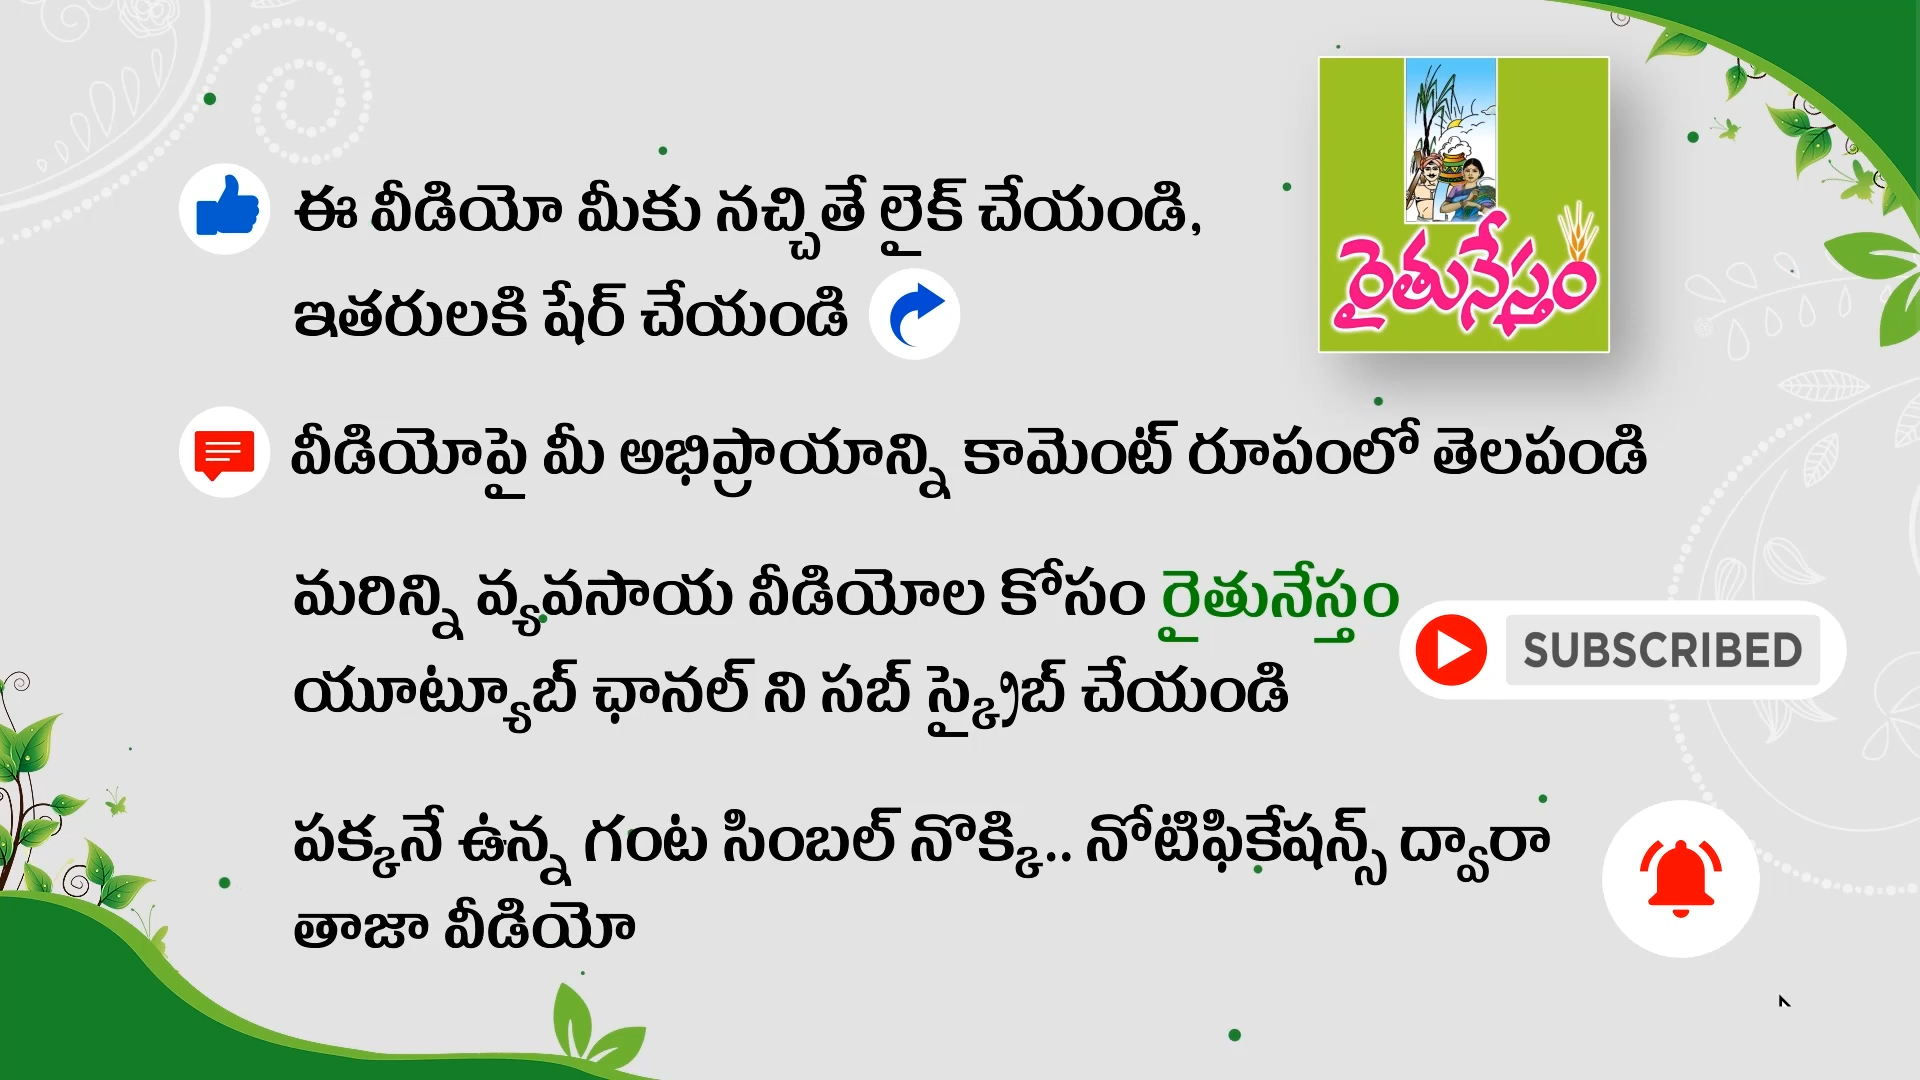 ఈ వీడియో మీకు నచ్చితే లైక్ చేయండి,
ఇతరులకి షేర్ చేయండి
రైతునేస్తం
వీడియోపై మీ అభిప్రాయాన్ని కామెంట్ రూపంలో తెలపండి
మరిన్ని వ్యవసాయ వీడియోల కోసం రైతునేస్తం
యూట్యూబ్ ఛానల్ ని సబ్ స్క్రైబ్ చేయండి
SUBSCRIBED
పక్కనే ఉన్న గంట సింబల్ నొక్కి.. నోటిఫికేషన్స్ ద్వారా
తాజా వీడియో